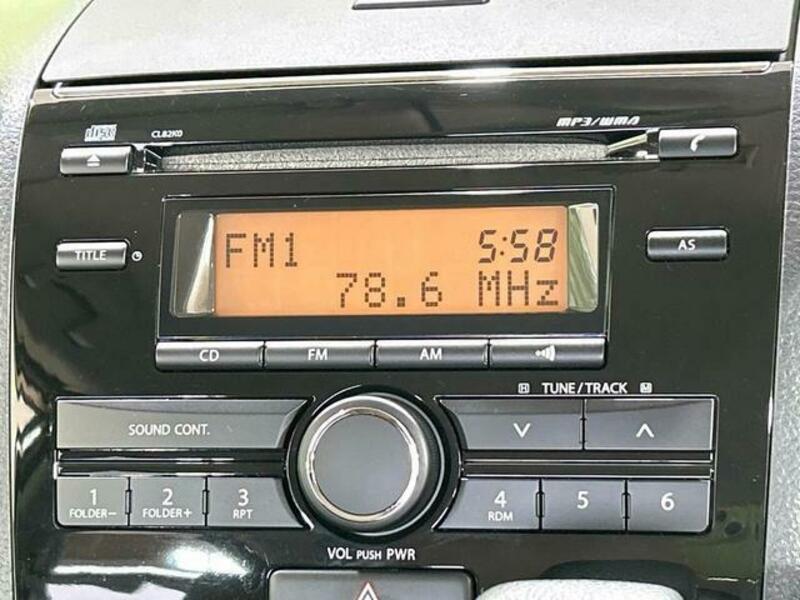 disc CLB2K0 MP3/WMA
TITLE
AS
FM1 5:58
78.6 MHz
CD FM AM
TUNE/TRACK
SOUND CONT.
1 2 3 4 5 6
FOLDER− FOLDER+ RPT RDM
VOL PUSH PWR